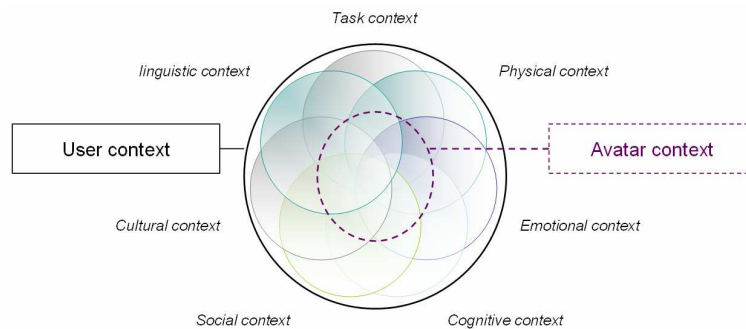 Task context
linguistic context
Physical context
User context
Avatar context
Cultural context
Emotional context
Social context
Cognitive context